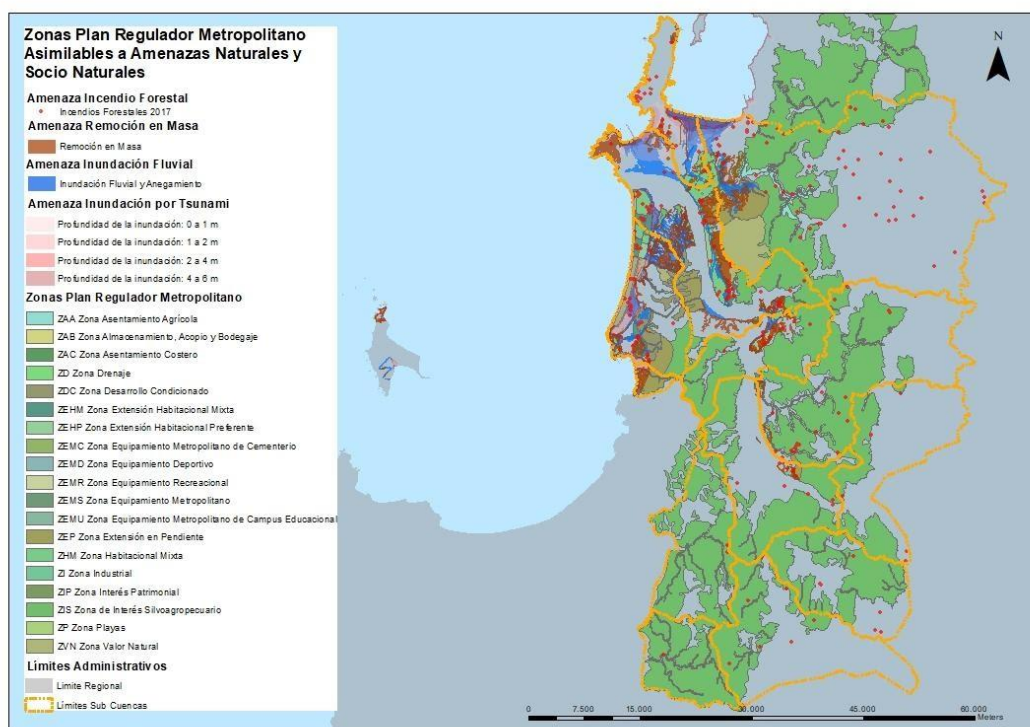 Zonas Plan Regulador Metropolitano
Asimilables a Amenazas Naturales y
Socio Naturales
Amenaza Incendio Forestal
Incendios Forestales 2017
Amenaza Remoción en Masa
Remoción en Masa
Amenaza Inundación Fluvial
Inundación Fluvial y Anegamiento
Amenaza Inundación por Tsunami
Profundidad de la inundación: 0 a 1 m
Profundidad de la inundación: 1 a 2 m
Profundidad de la inundación: 2 a 4 m
Profundidad de la inundación: 4 a 6 m
Zonas Plan Regulador Metropolitano
ZAA Zona Asentamiento Agrícola
ZAB Zona Almacenamiento, Acopio y Bodegaje
ZAC Zona Asentamiento Costero
ZD Zona Drenaje
ZDC Zona Desarrollo Condicionado
ZEHM Zona Extensión Habitacional Mixta
ZEHP Zona Extensión Habitacional Preferente
ZEMC Zona Equipamiento Metropolitano de Cementerio
ZEMD Zona Equipamiento Deportivo
ZEMR Zona Equipamiento Recreacional
ZEMS Zona Equipamiento Metropolitano
ZEMU Zona Equipamiento Metropolitano de Campus Educacional
ZEP Zona Extensión en Pendiente
ZHM Zona Habitacional Mixta
ZI Zona Industrial
ZIP Zona Interés Patrimonial
ZIS Zona de Interés Silvoagropecuario
ZP Zona Playas
ZVN Zona Valor Natural
Límites Administrativos
Limite Regional
Límites Sub Cuencas
N
0 7.500 15.000 30.000 45.000 60.000
Meters